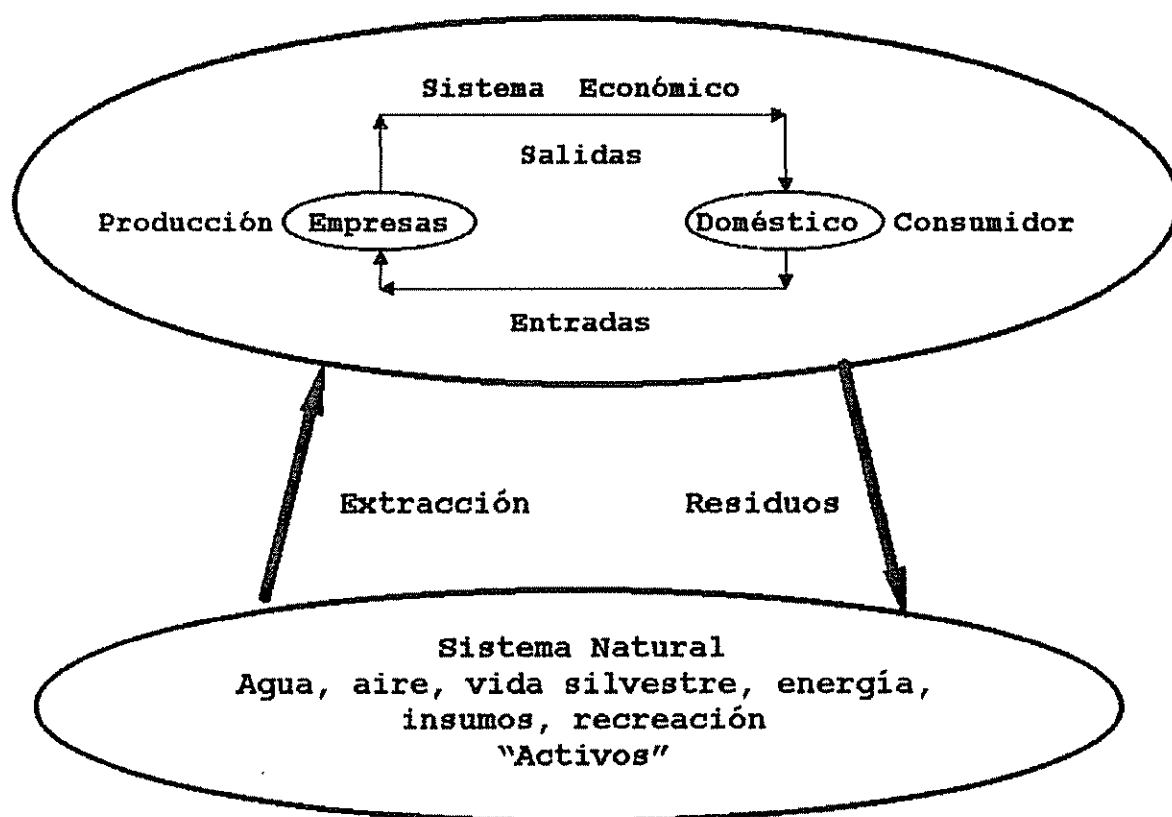 Sistema Económico
Salidas
Producción Empresas Doméstico Consumidor
Entradas
Extracción Residuos
Sistema Natural
Agua, aire, vida silvestre, energía,
insumos, recreación
“Activos”